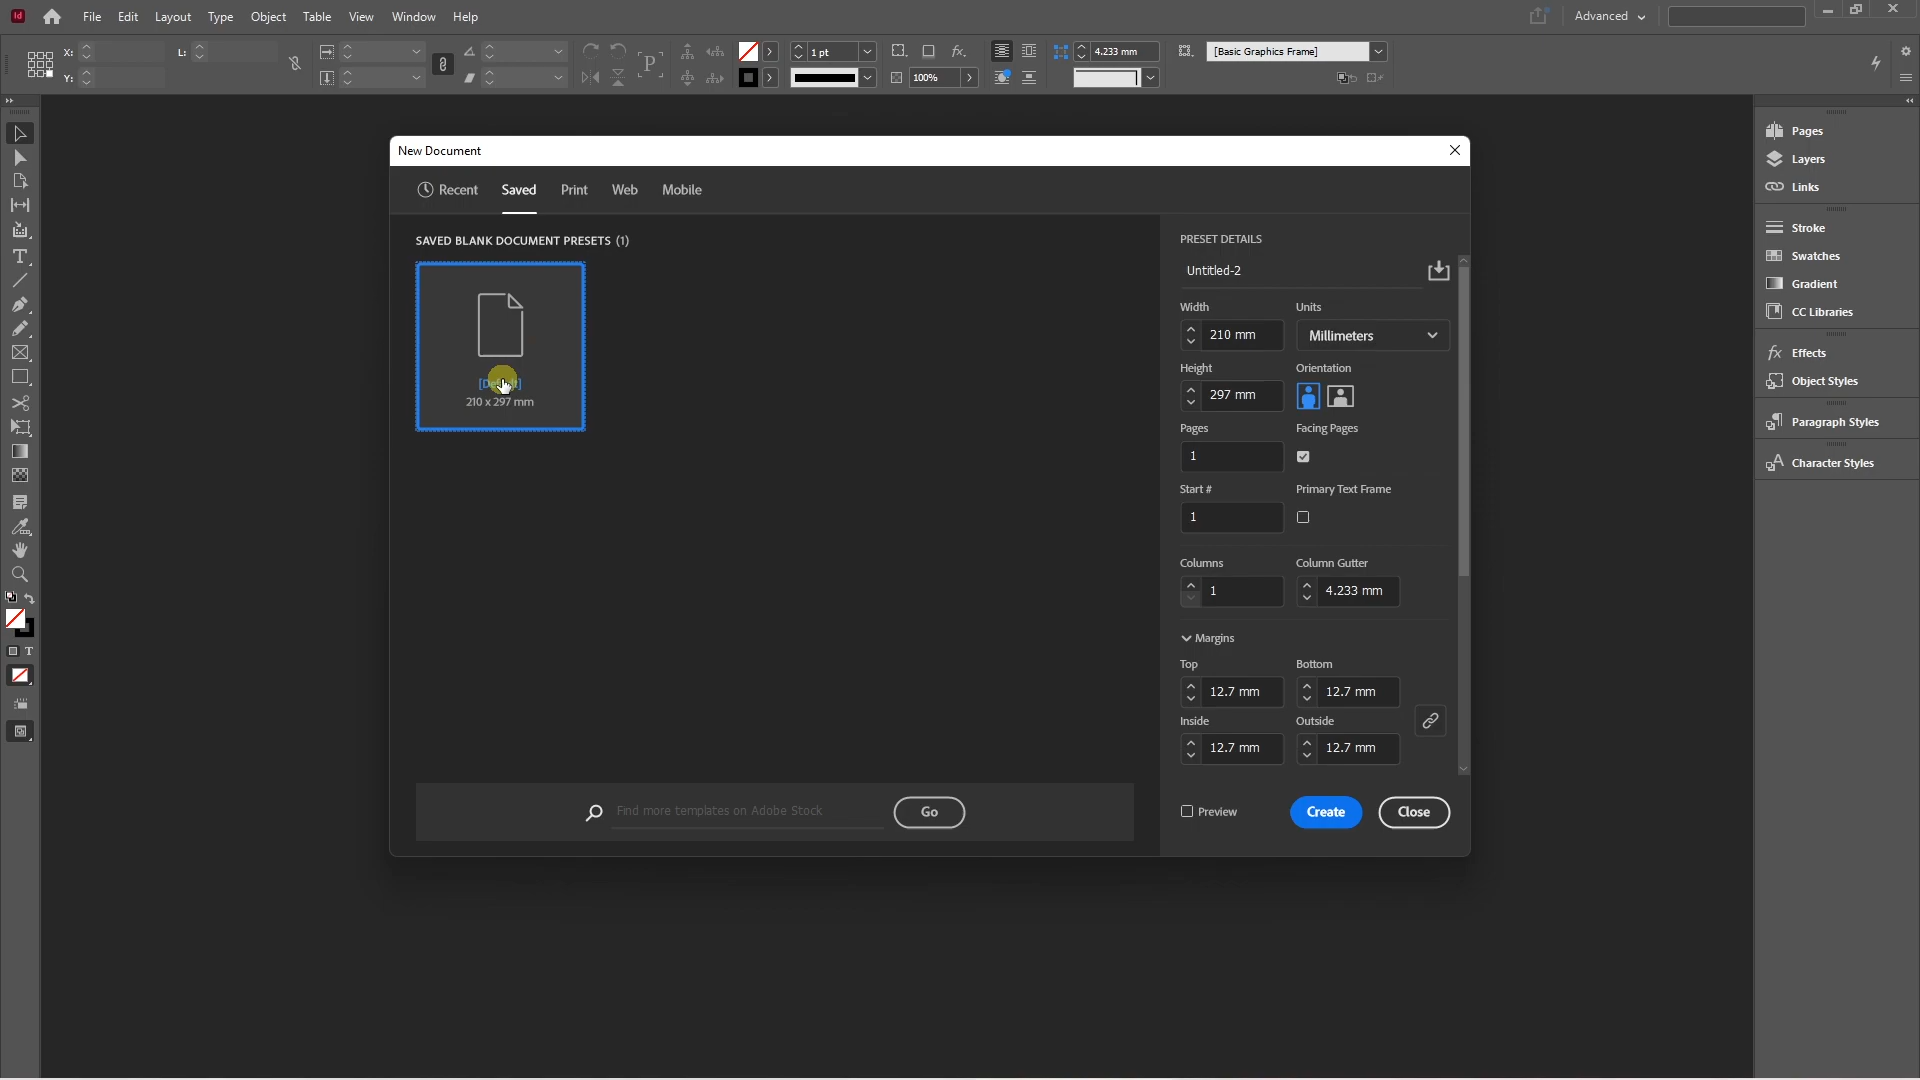 Id File Edit Layout Type Object Table View Window Help Advanced
X: L: 1 pt fx 4.233 mm [Basic Graphics Frame]
Y: P 100%
New Document
Recent Saved Print Web Mobile
SAVED BLANK DOCUMENT PRESETS (1)
210 x 297 mm
Find more templates on Adobe Stock Go
PRESET DETAILS
Untitled-2
Width Units
210 mm Millimeters
Height Orientation
297 mm
Pages Facing Pages
1
Start # Primary Text Frame
1
Columns Column Gutter
1 4.233 mm
Margins
Top Bottom
12.7 mm 12.7 mm
Inside Outside
12.7 mm 12.7 mm
Preview Create Close
Pages
Layers
Links
Stroke
Swatches
Gradient
CC Libraries
fx Effects
Object Styles
Paragraph Styles
A Character Styles
T
T